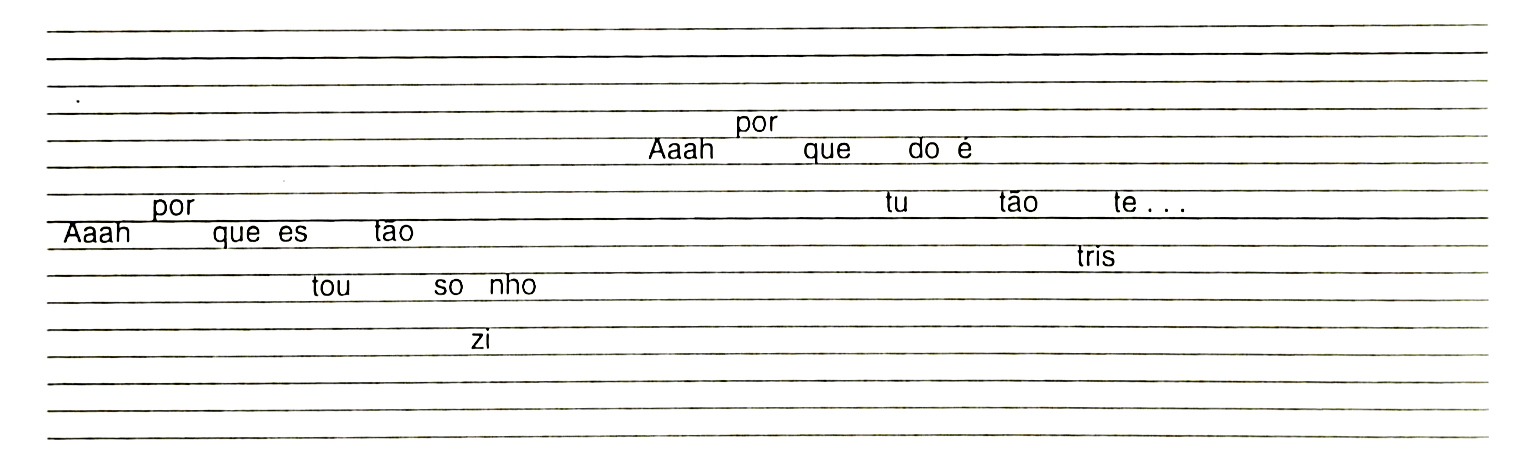 Aaah por que es tou tão so zi nho
Aaah por que tu do é tão tris te . . .